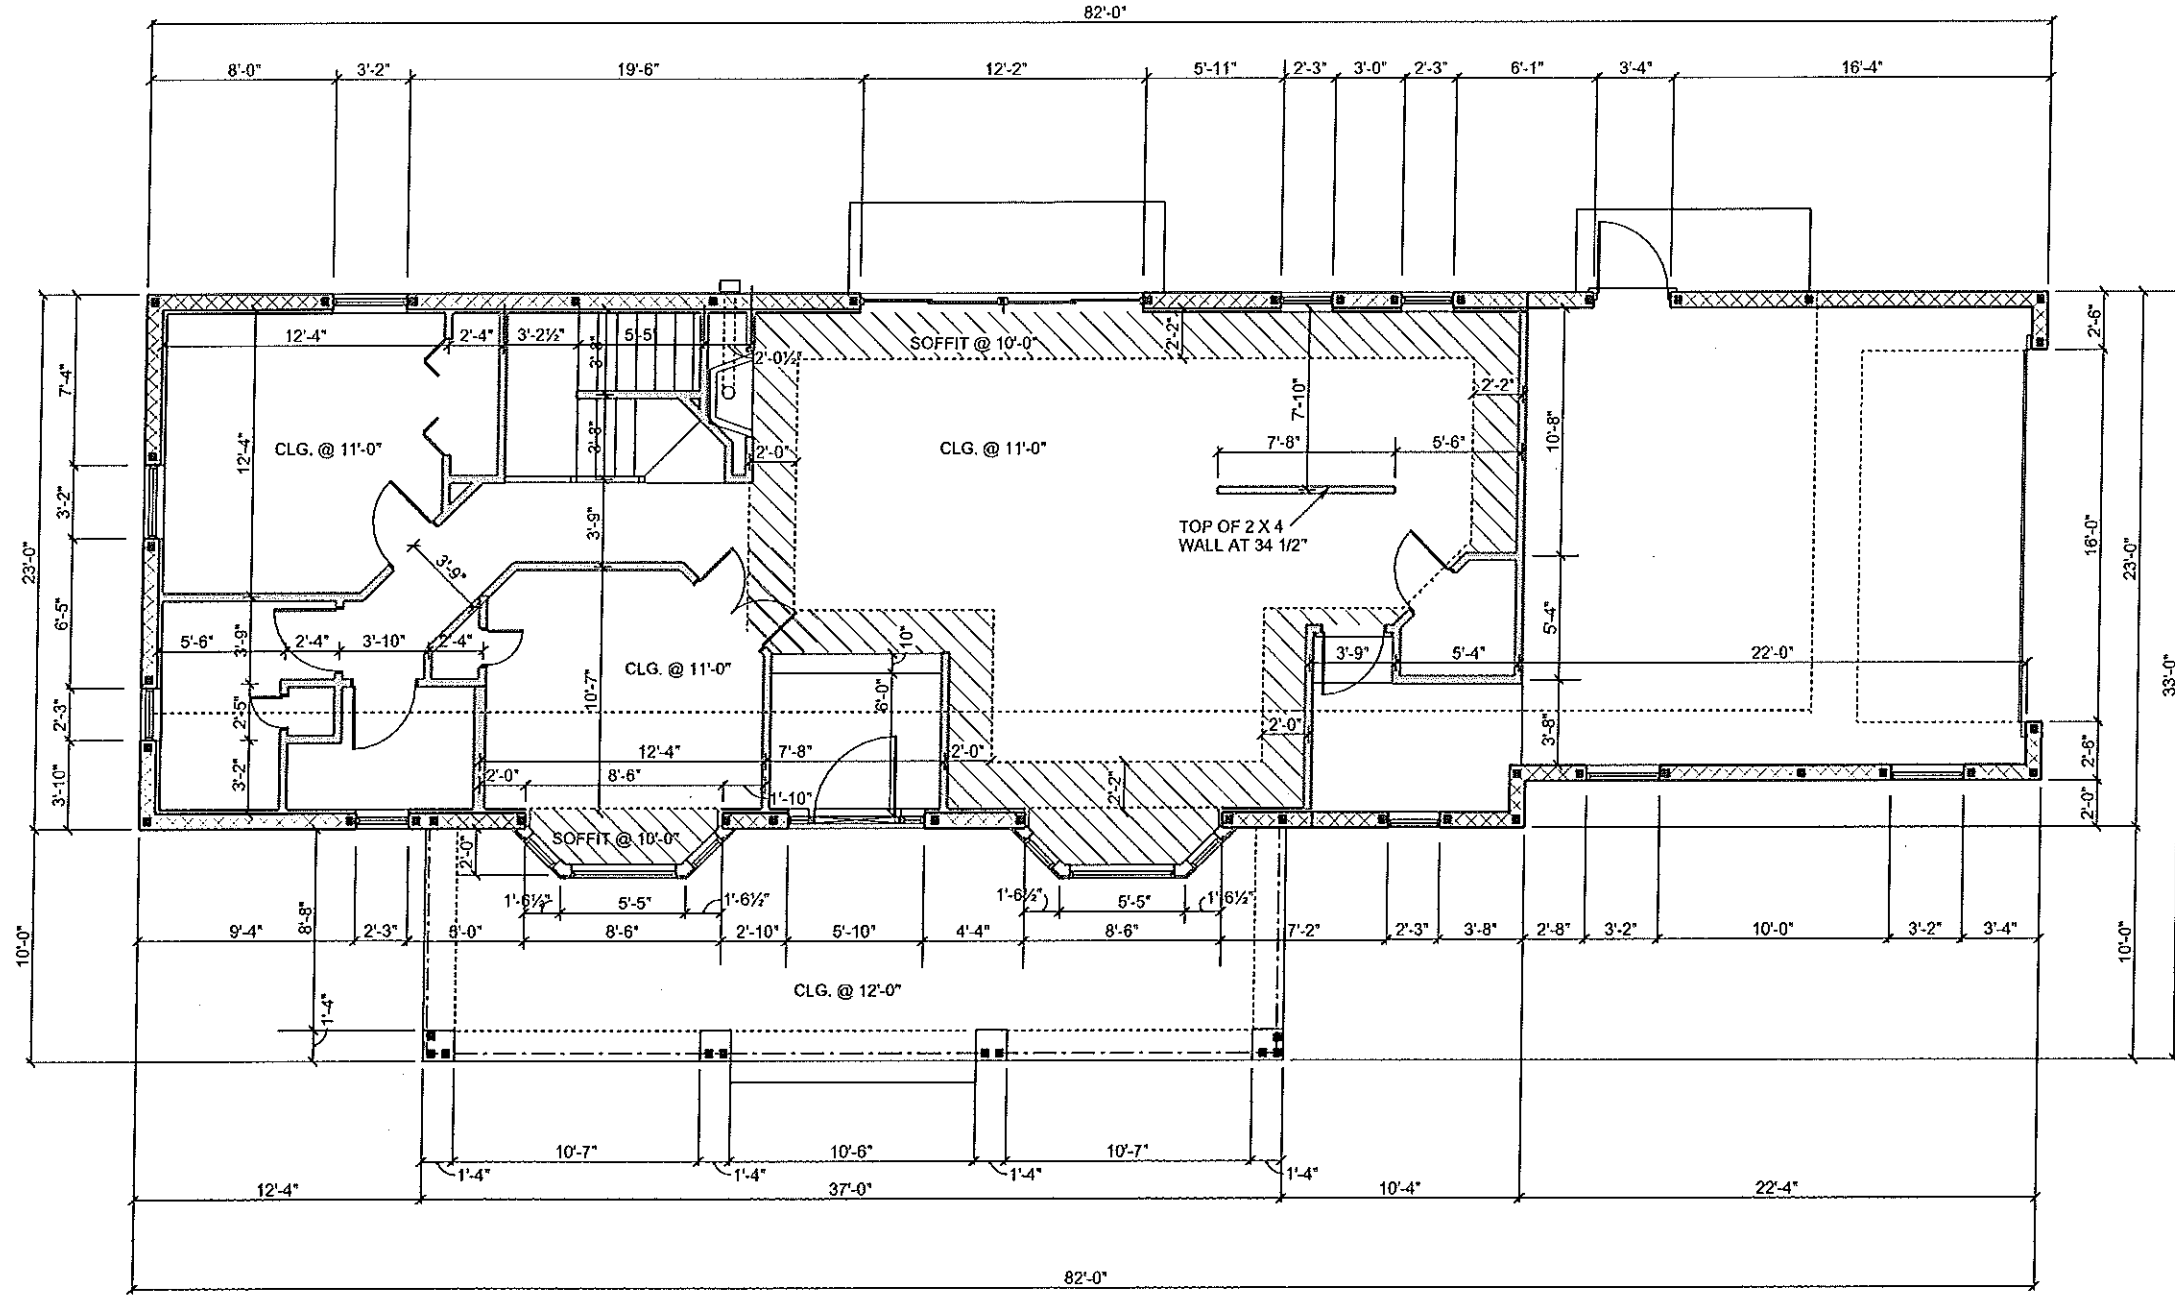 82'-0"
8'-0" 3'-2" 19'-6" 12'-2" 5'-11" 2'-3" 3'-0" 2'-3" 6'-1" 3'-4" 16'-4"
2'-6"
12'-4" 2'-4" 3'-2½" 5'-5" 3'-8" 2'-0½" SOFFIT @ 10'-0" 2'-2"
7'-4" 2'-2"
7'-10"
12'-4" CLG. @ 11'-0" 3'-8" 2'-0" CLG. @ 11'-0" 7'-8" 5'-6" 10'-8"
3'-2" 3'-9" TOP OF 2 X 4
WALL AT 34 1/2"
16'-0"
23'-0" 3'-9" 23'-0"
6'-5" 5'-4"
5'-6" 3'-9" 2'-4" 3'-10" 2'-4" CLG. @ 11'-0" 10" 3'-9" 5'-4" 22'-0"
33'-0"
2'-3" 2'-5" 10'-7" 6'-0" 2'-0" 3'-8"
12'-4" 7'-8" 2'-0"
3'-10" 3'-2" 2'-0" 8'-6" 1'-10" 2'-2" 2'-6"
2'-0"
SOFFIT @ 10'-0"
2'-0"
1'-6½" 5'-5" 1'-6½" 1'-6½" 5'-5" 1'-6½"
8'-8"
9'-4" 2'-3" 6'-0" 8'-6" 2'-10" 5'-10" 4'-4" 8'-6" 7'-2" 2'-3" 3'-8" 2'-8" 3'-2" 10'-0" 3'-2" 3'-4"
10'-0" 10'-0"
CLG. @ 12'-0"
1'-4"
10'-7" 10'-6" 10'-7"
1'-4" 1'-4" 1'-4" 1'-4"
12'-4" 37'-0" 10'-4" 22'-4"
82'-0"